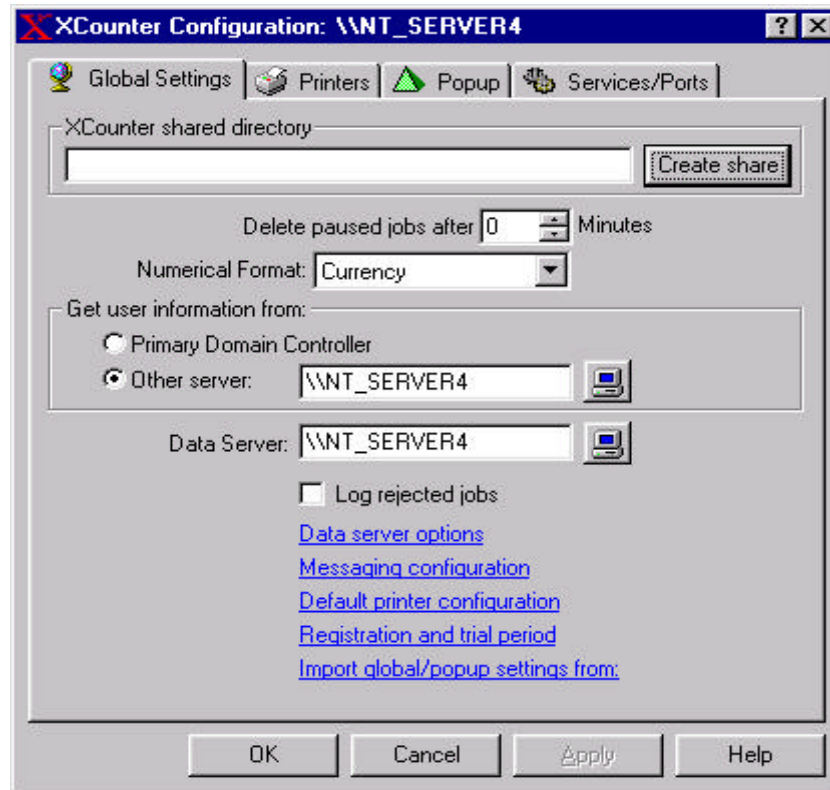 XCounter Configuration: \\NT_SERVER4
Global Settings Printers Popup Services/Ports
XCounter shared directory
Create share
Delete paused jobs after 0 Minutes
Numerical Format: Currency
Get user information from:
Primary Domain Controller
Other server: \\NT_SERVER4
Data Server: \\NT_SERVER4
Log rejected jobs
Data server options
Messaging configuration
Default printer configuration
Registration and trial period
Import global/popup settings from:
OK Cancel Apply Help